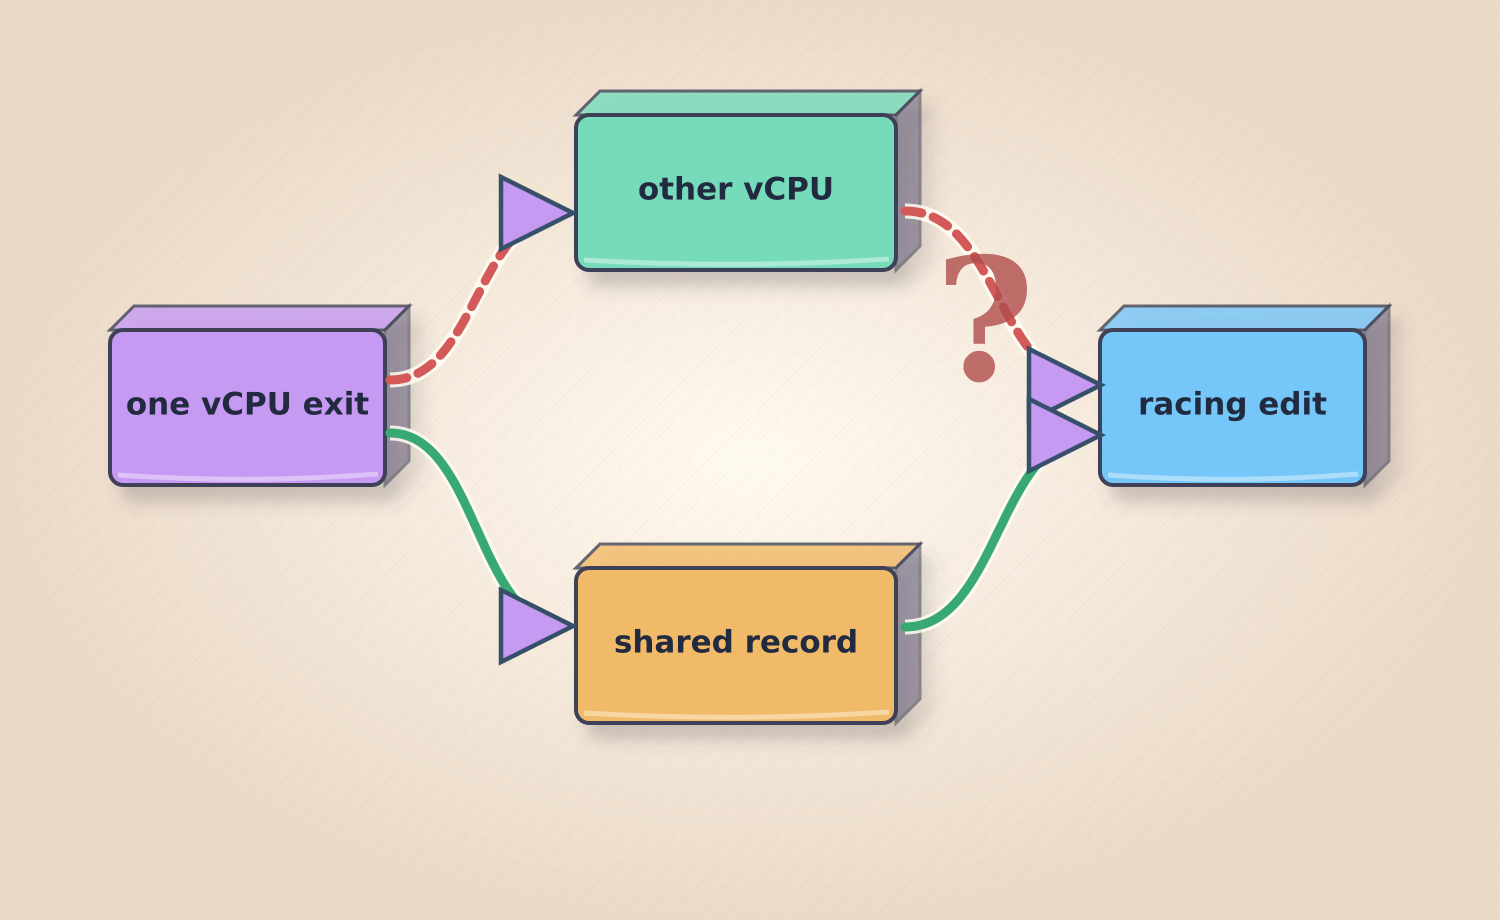 other vCPU
?
one vCPU exit
racing edit
shared record